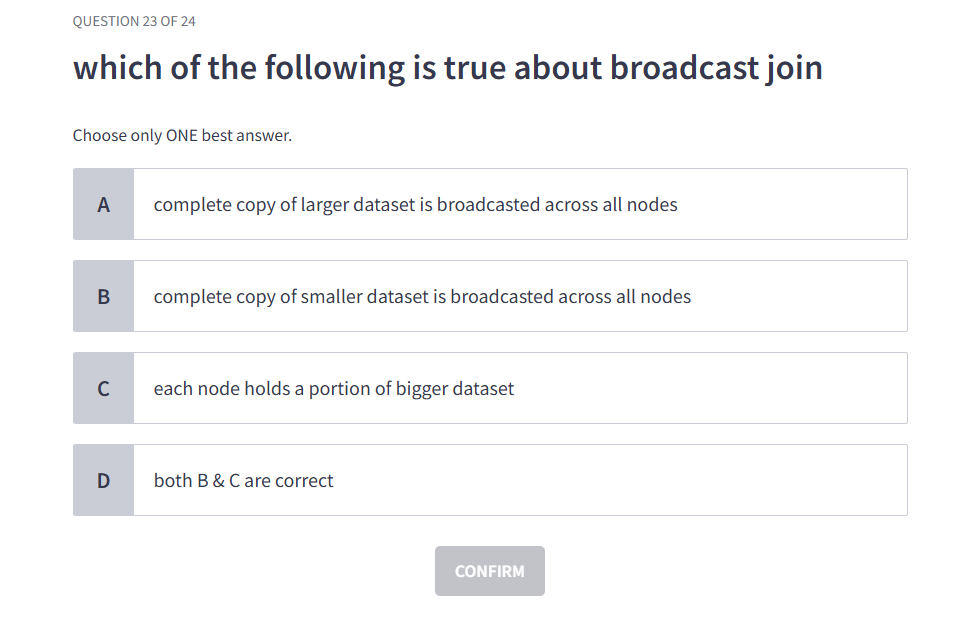 QUESTION 23 OF 24
which of the following is true about broadcast join
Choose only ONE best answer.
A complete copy of larger dataset is broadcasted across all nodes
B complete copy of smaller dataset is broadcasted across all nodes
C each node holds a portion of bigger dataset
D both B & C are correct
CONFIRM